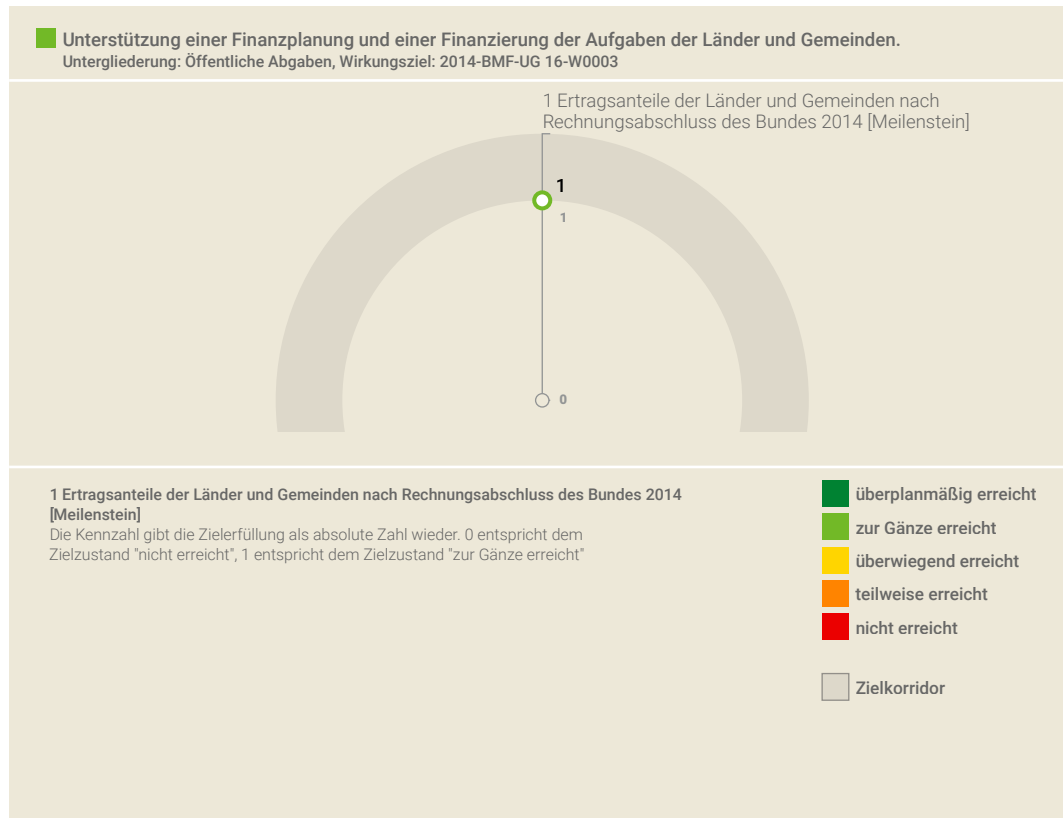 Unterstützung einer Finanzplanung und einer Finanzierung der Aufgaben der Länder und Gemeinden.
Untergliederung: Öffentliche Abgaben, Wirkungsziel: 2014-BMF-UG 16-W0003
1 Ertragsanteile der Länder und Gemeinden nach
Rechnungsabschluss des Bundes 2014 [Meilenstein]
1
1
0
1 Ertragsanteile der Länder und Gemeinden nach Rechnungsabschluss des Bundes 2014
[Meilenstein]
Die Kennzahl gibt die Zielerfüllung als absolute Zahl wieder. 0 entspricht dem
Zielzustand "nicht erreicht", 1 entspricht dem Zielzustand "zur Gänze erreicht"
überplanmäßig erreicht
zur Gänze erreicht
überwiegend erreicht
teilweise erreicht
nicht erreicht
Zielkorridor